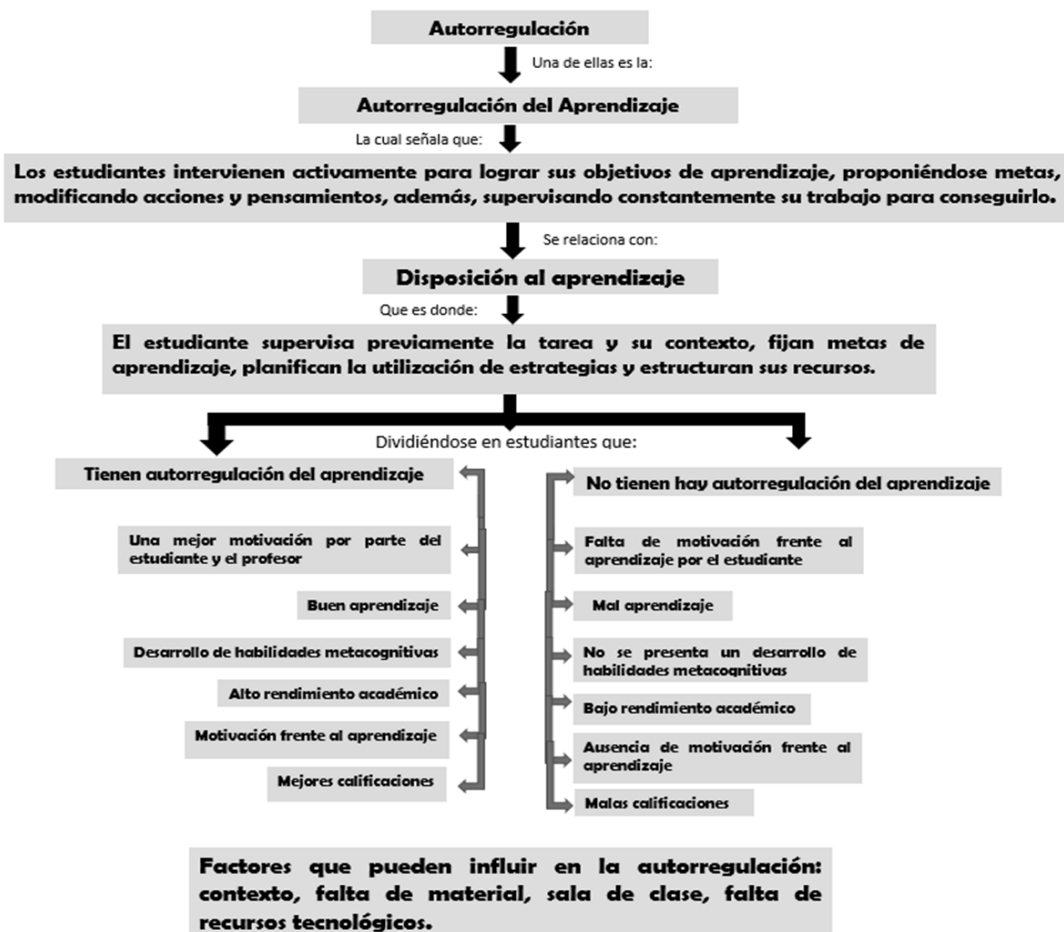 Autorregulación
Una de ellas es la:
Autorregulación del Aprendizaje
La cual señala que:
Los estudiantes intervienen activamente para lograr sus objetivos de aprendizaje, proponiéndose metas,
modificando acciones y pensamientos, además, supervisando constantemente su trabajo para conseguirlo.
Se relaciona con:
Disposición al aprendizaje
Que es donde:
El estudiante supervisa previamente la tarea y su contexto, fijan metas de
aprendizaje, planifican la utilización de estrategias y estructuran sus recursos.
Dividiéndose en estudiantes que:
Tienen autorregulación del aprendizaje
Una mejor motivación por parte del
estudiante y el profesor
Buen aprendizaje
Desarrollo de habilidades metacognitivas
Alto rendimiento académico
Motivación frente al aprendizaje
Mejores calificaciones
No tienen hay autorregulación del aprendizaje
Falta de motivación frente al
aprendizaje por el estudiante
Mal aprendizaje
No se presenta un desarrollo de
habilidades metacognitivas
Bajo rendimiento académico
Ausencia de motivación frente al
aprendizaje
Malas calificaciones
Factores que pueden influir en la autorregulación:
contexto, falta de material, sala de clase, falta de
recursos tecnológicos.